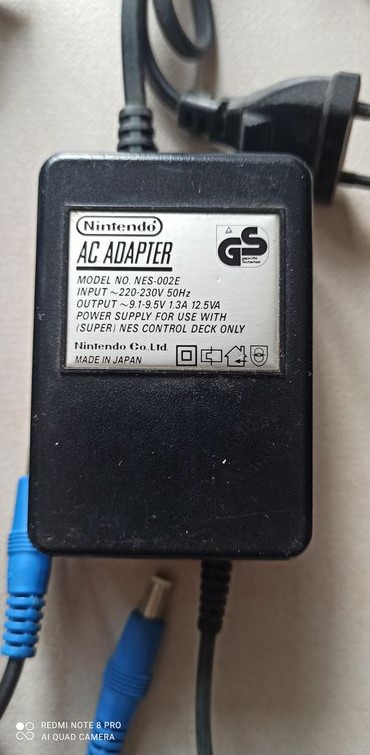 Nintendo
AC ADAPTER
MODEL NO. NES-002E
INPUT ~220-230V 50Hz
OUTPUT ~9.1-9.5V 1.3A 12.5VA
POWER SUPPLY FOR USE WITH
(SUPER) NES CONTROL DECK ONLY
Nintendo Co.Ltd.
MADE IN JAPAN
GS
REDMI NOTE 8 PRO
AI QUAD CAMERA